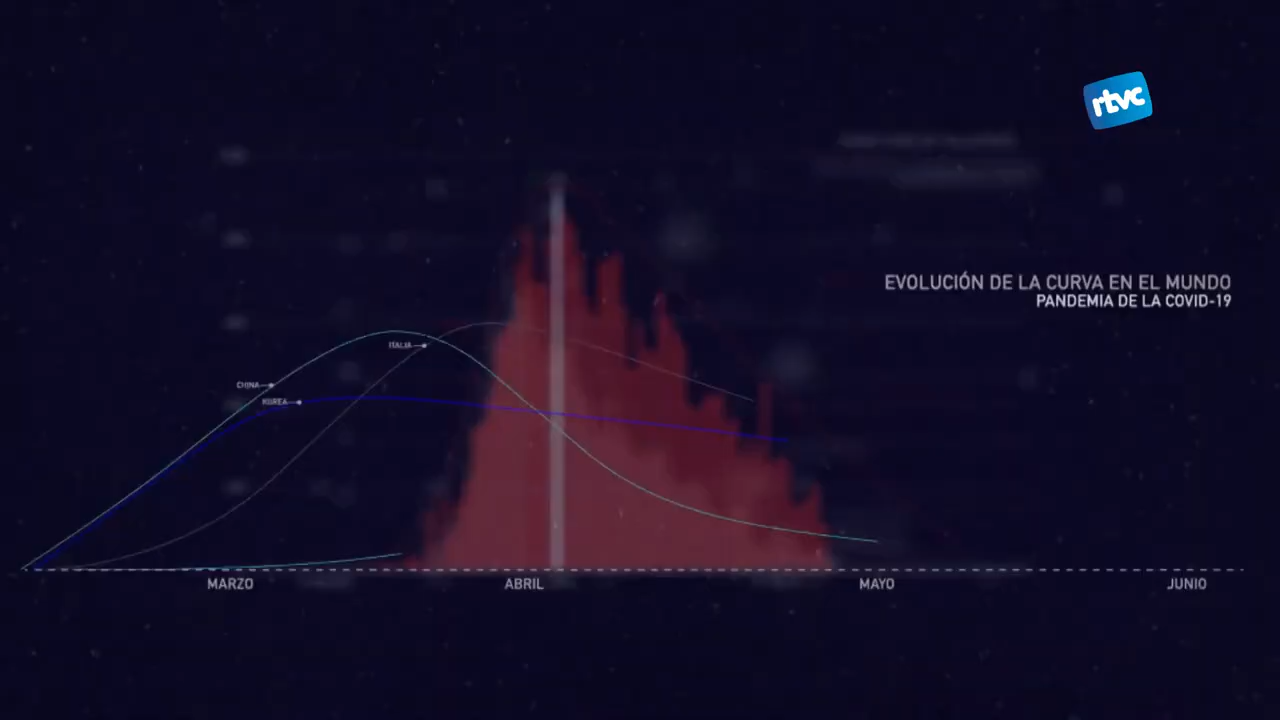 rtvc
EVOLUCIÓN DE LA CURVA EN EL MUNDO
PANDEMIA DE LA COVID-19
ITALIA
CHINA
KOREA
MARZO
ABRIL
MAYO
JUNIO